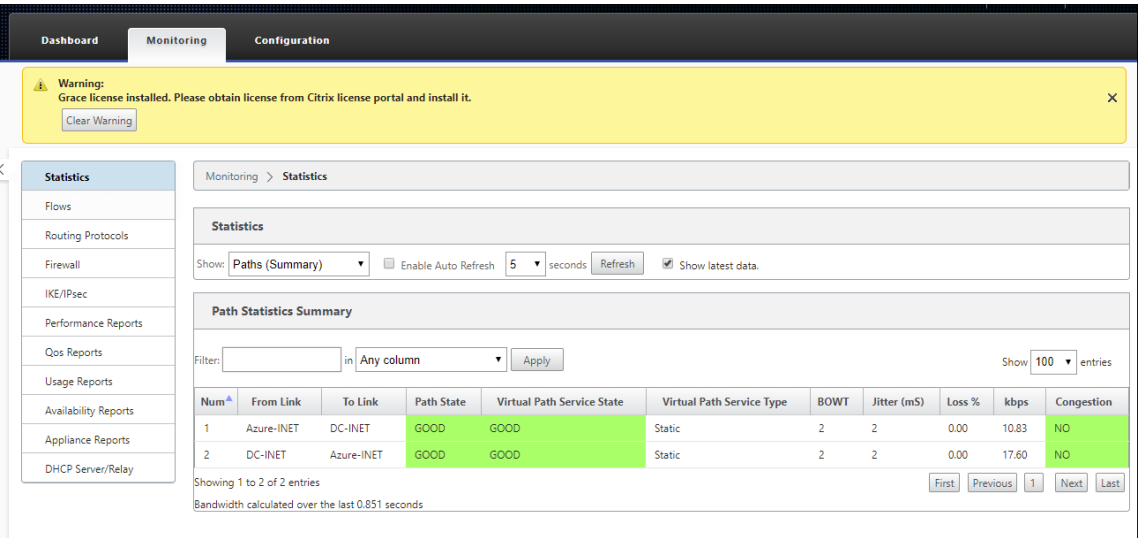 Dashboard Monitoring Configuration
Warning:
Grace license installed. Please obtain license from Citrix license portal and install it.
Clear Warning
Statistics
Flows
Routing Protocols
Firewall
IKE/IPsec
Performance Reports
Qos Reports
Usage Reports
Availability Reports
Appliance Reports
DHCP Server/Relay
Monitoring > Statistics
Statistics
Show: Paths (Summary) Enable Auto Refresh 5 seconds Refresh Show latest data.
Path Statistics Summary
Filter: in Any column Apply Show 100 entries
Num From Link To Link Path State Virtual Path Service State Virtual Path Service Type BOWT Jitter (mS) Loss % kbps Congestion
1 Azure-INET DC-INET GOOD GOOD Static 2 2 0.00 10.83 NO
2 DC-INET Azure-INET GOOD GOOD Static 2 2 0.00 17.60 NO
Showing 1 to 2 of 2 entries First Previous 1 Next Last
Bandwidth calculated over the last 0.851 seconds